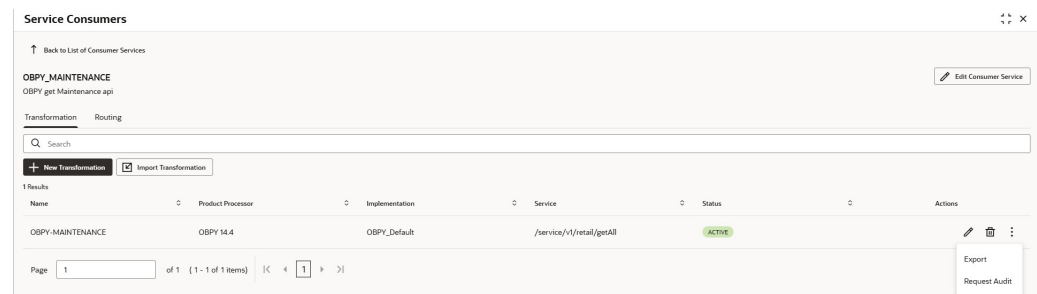 Service Consumers
Back to List of Consumer Services
OBPY_MAINTENANCE
Edit Consumer Service
OBPY get Maintenance api
Transformation Routing
Search
New Transformation Import Transformation
1 Results
Name Product Processor Implementation Service Status Actions
OBPY-MAINTENANCE OBPY 14.4 OBPY_Default /service/v1/retail/getAll ACTIVE
Export
Page 1 of 1 ( 1 - 1 of 1 items) 1
Request Audit